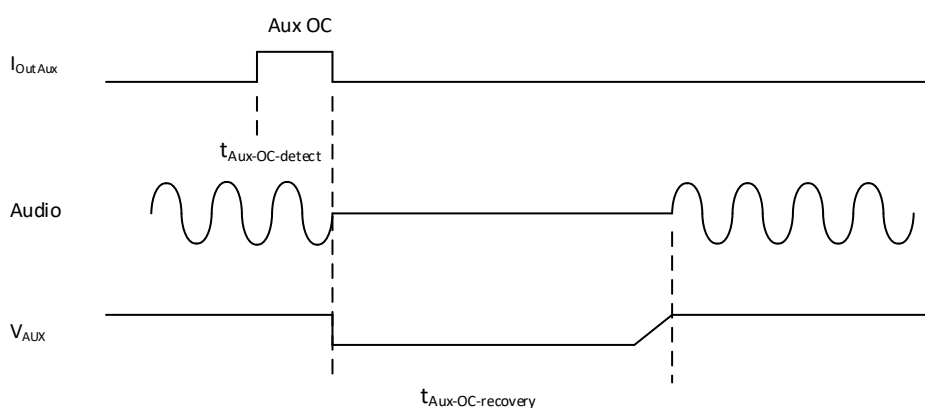 Aux OC
IOutAux
tAux-OC-detect
Audio
VAUX
tAux-OC-recovery